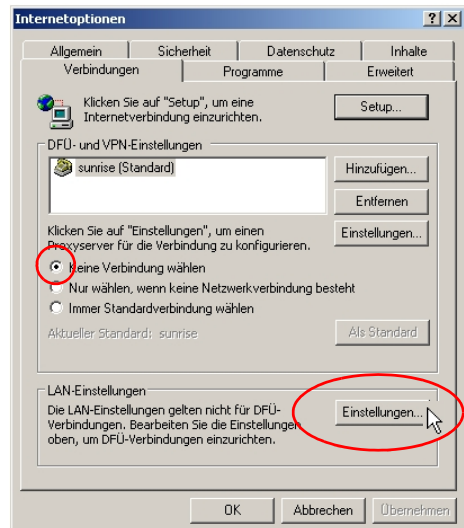 Internetoptionen
Allgemein Sicherheit Datenschutz Inhalte
Verbindungen Programme Erweitert
Klicken Sie auf "Setup", um eine
Internetverbindung einzurichten.
Setup...
DFÜ- und VPN-Einstellungen
sunrise (Standard)
Hinzufügen...
Entfernen
Klicken Sie auf "Einstellungen", um einen
Proxyserver für die Verbindung zu konfigurieren.
Einstellungen...
Keine Verbindung wählen
Nur wählen, wenn keine Netzwerkverbindung besteht
Immer Standardverbindung wählen
Aktueller Standard: sunrise
Als Standard
LAN-Einstellungen
Die LAN-Einstellungen gelten nicht für DFÜ-
Verbindungen. Bearbeiten Sie die Einstellungen
oben, um DFÜ-Verbindungen einzurichten.
Einstellungen...
OK Abbrechen Übernehmen